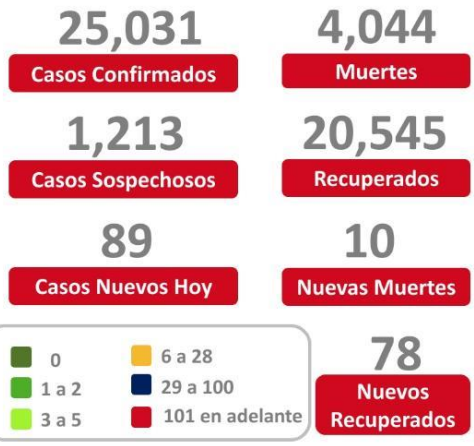 25,031
Casos Confirmados
4,044
Muertes
1,213
Casos Sospechosos
20,545
Recuperados
89
Casos Nuevos Hoy
10
Nuevas Muertes
0
1 a 2
3 a 5
6 a 28
29 a 100
101 en adelante
78
Nuevos
Recuperados